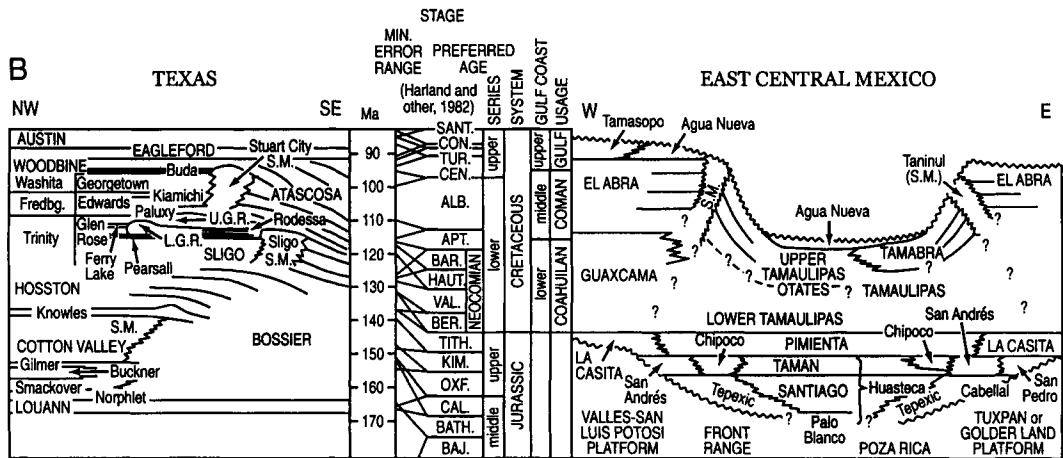 B
TEXAS
NW
SE
AUSTIN
EAGLEFORD
Stuart City
S.M.
WOODBINE
Buda
Washita
Georgetown
Kiamichi
ATASCOSA
Fredbg.
Edwards
Paluxy
U.G.R.
Rodessa
Trinity
Glen
Rose
L.G.R.
SLIGO
Sligo
S.M.
Ferry
Lake
Pearsall
HOSSTON
Knowles
S.M.
BOSSIER
COTTON VALLEY
Gilmer
Buckner
Smackover
Norphlet
LOUANN
STAGE
MIN.
ERROR
RANGE
PREFERRED
AGE
(Harland and
other, 1982)
SERIES
SYSTEM
GULF COAST
USAGE
Ma
90
100
110
120
130
140
150
160
170
SANT.
CON.
TUR.
CEN.
ALB.
APT.
BAR.
HAUT.
VAL.
BER.
TITH.
KIM.
OXF.
CAL.
BATH.
BAJ.
NEOCOMIAN
upper
lower
upper
middle
CRETACEOUS
JURASSIC
upper
middle
lower
GULF
COMAN
COAHUILAN
EAST CENTRAL MEXICO
W
E
Tamasopo
Agua Nueva
Taninul
(S.M.)
EL ABRA
S.M.
EL ABRA
?
?
Agua Nueva
?
?
?
UPPER
TAMAULIPAS
TAMABRA
?
GUAXCAMA
?
OTATES
?
TAMAULIPAS
?
?
?
LOWER TAMAULIPAS
San Andrés
Chipoco
PIMIENTA
LA CASITA
LA
CASITA
Chipoco
TAMAN
San
Andrés
Tepexic
SANTIAGO
Huasteca
Tepexic
Cabellal
San
Pedro
Palo
Blanco
VALLES-SAN
LUIS POTOSI
PLATFORM
FRONT
RANGE
POZA RICA
TUXPAN or
GOLDER LAND
PLATFORM